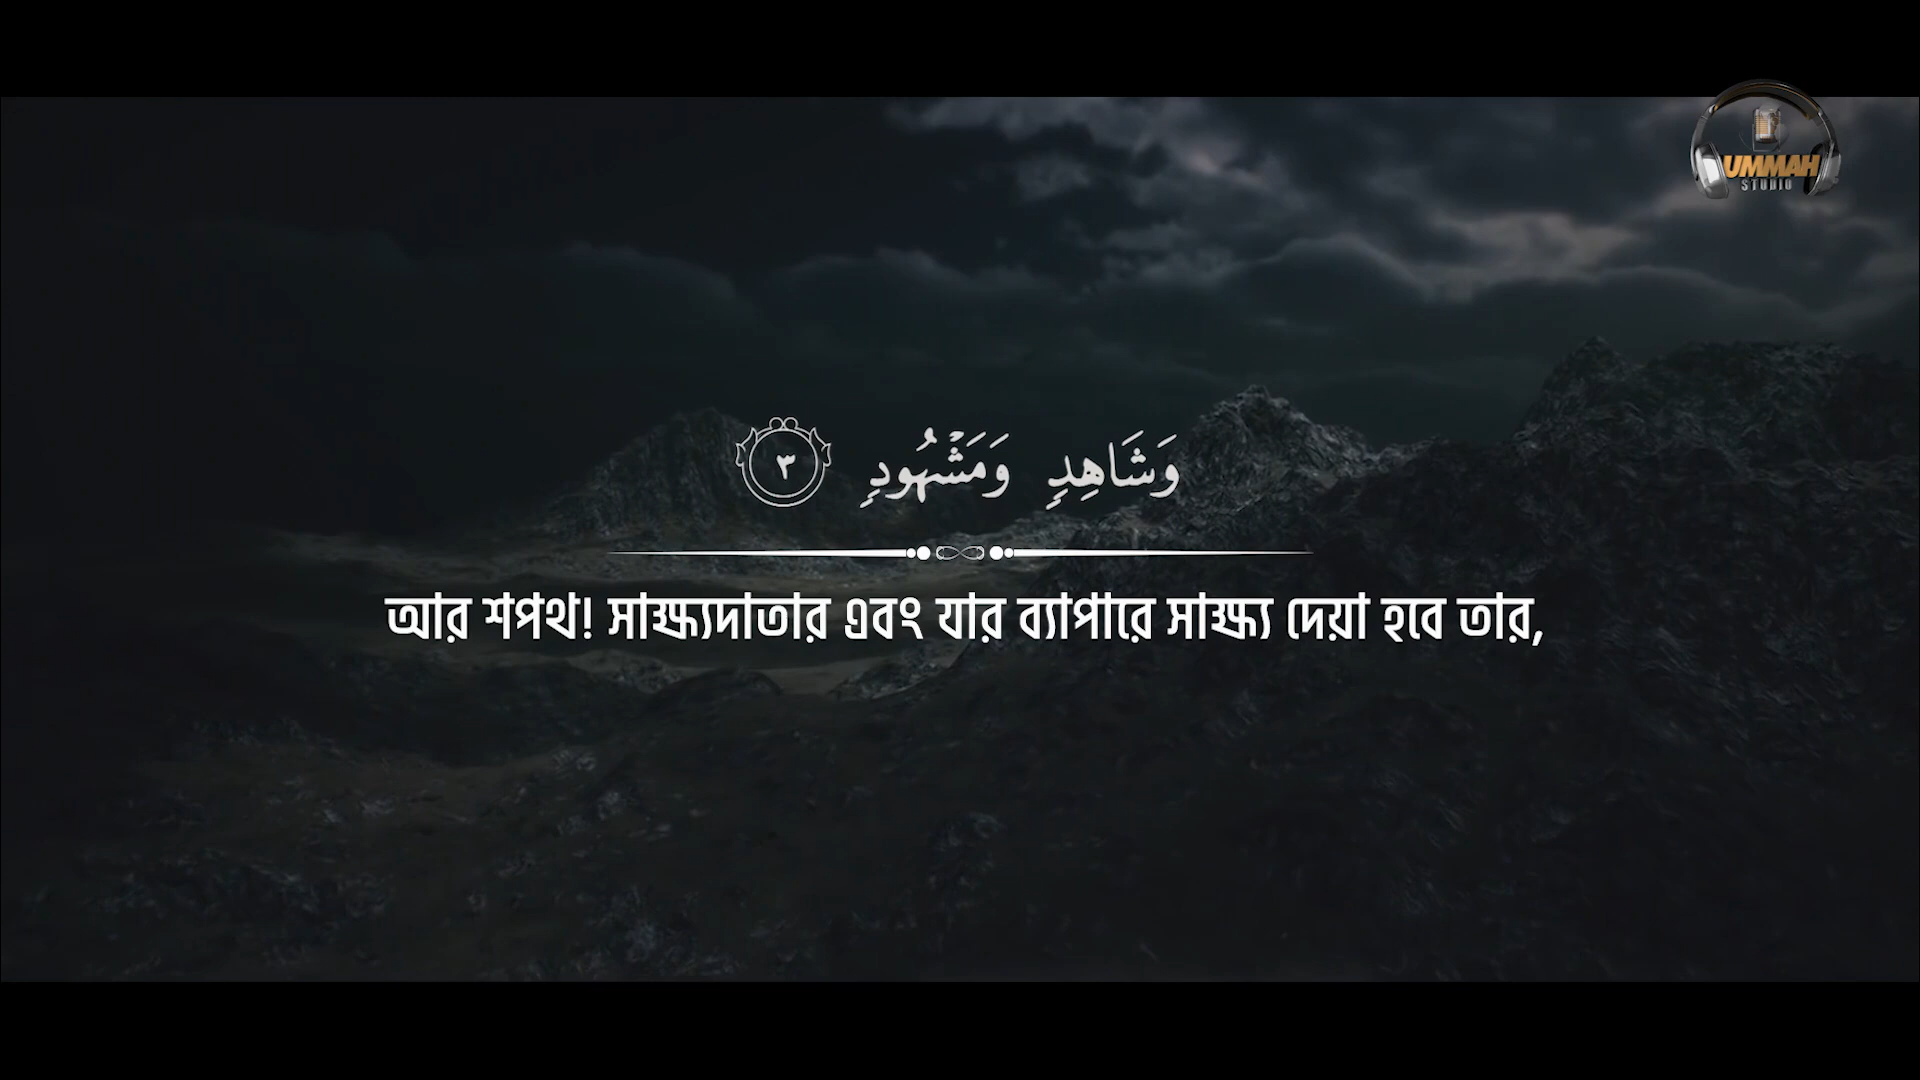 UMMAH
STUDIO
وَشَاهِدٍ وَمَشْهُودٍ ٣
আর শপথ! সাক্ষ্যদাতার এবং যার ব্যাপারে সাক্ষ্য দেয়া হবে তার,